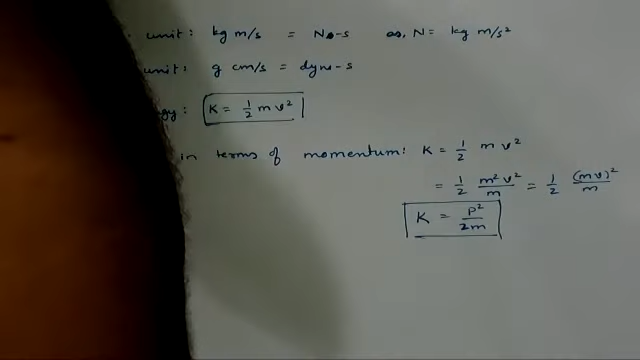 unit: kg m/s = N-s as, N = kg m/s²
unit: g cm/s = dyne-s
gy: K = 1/2 m v²
in terms of momentum: K = 1/2 m v²
= 1/2 m²v²/m = 1/2 (mv)²/m
K = P²/2m